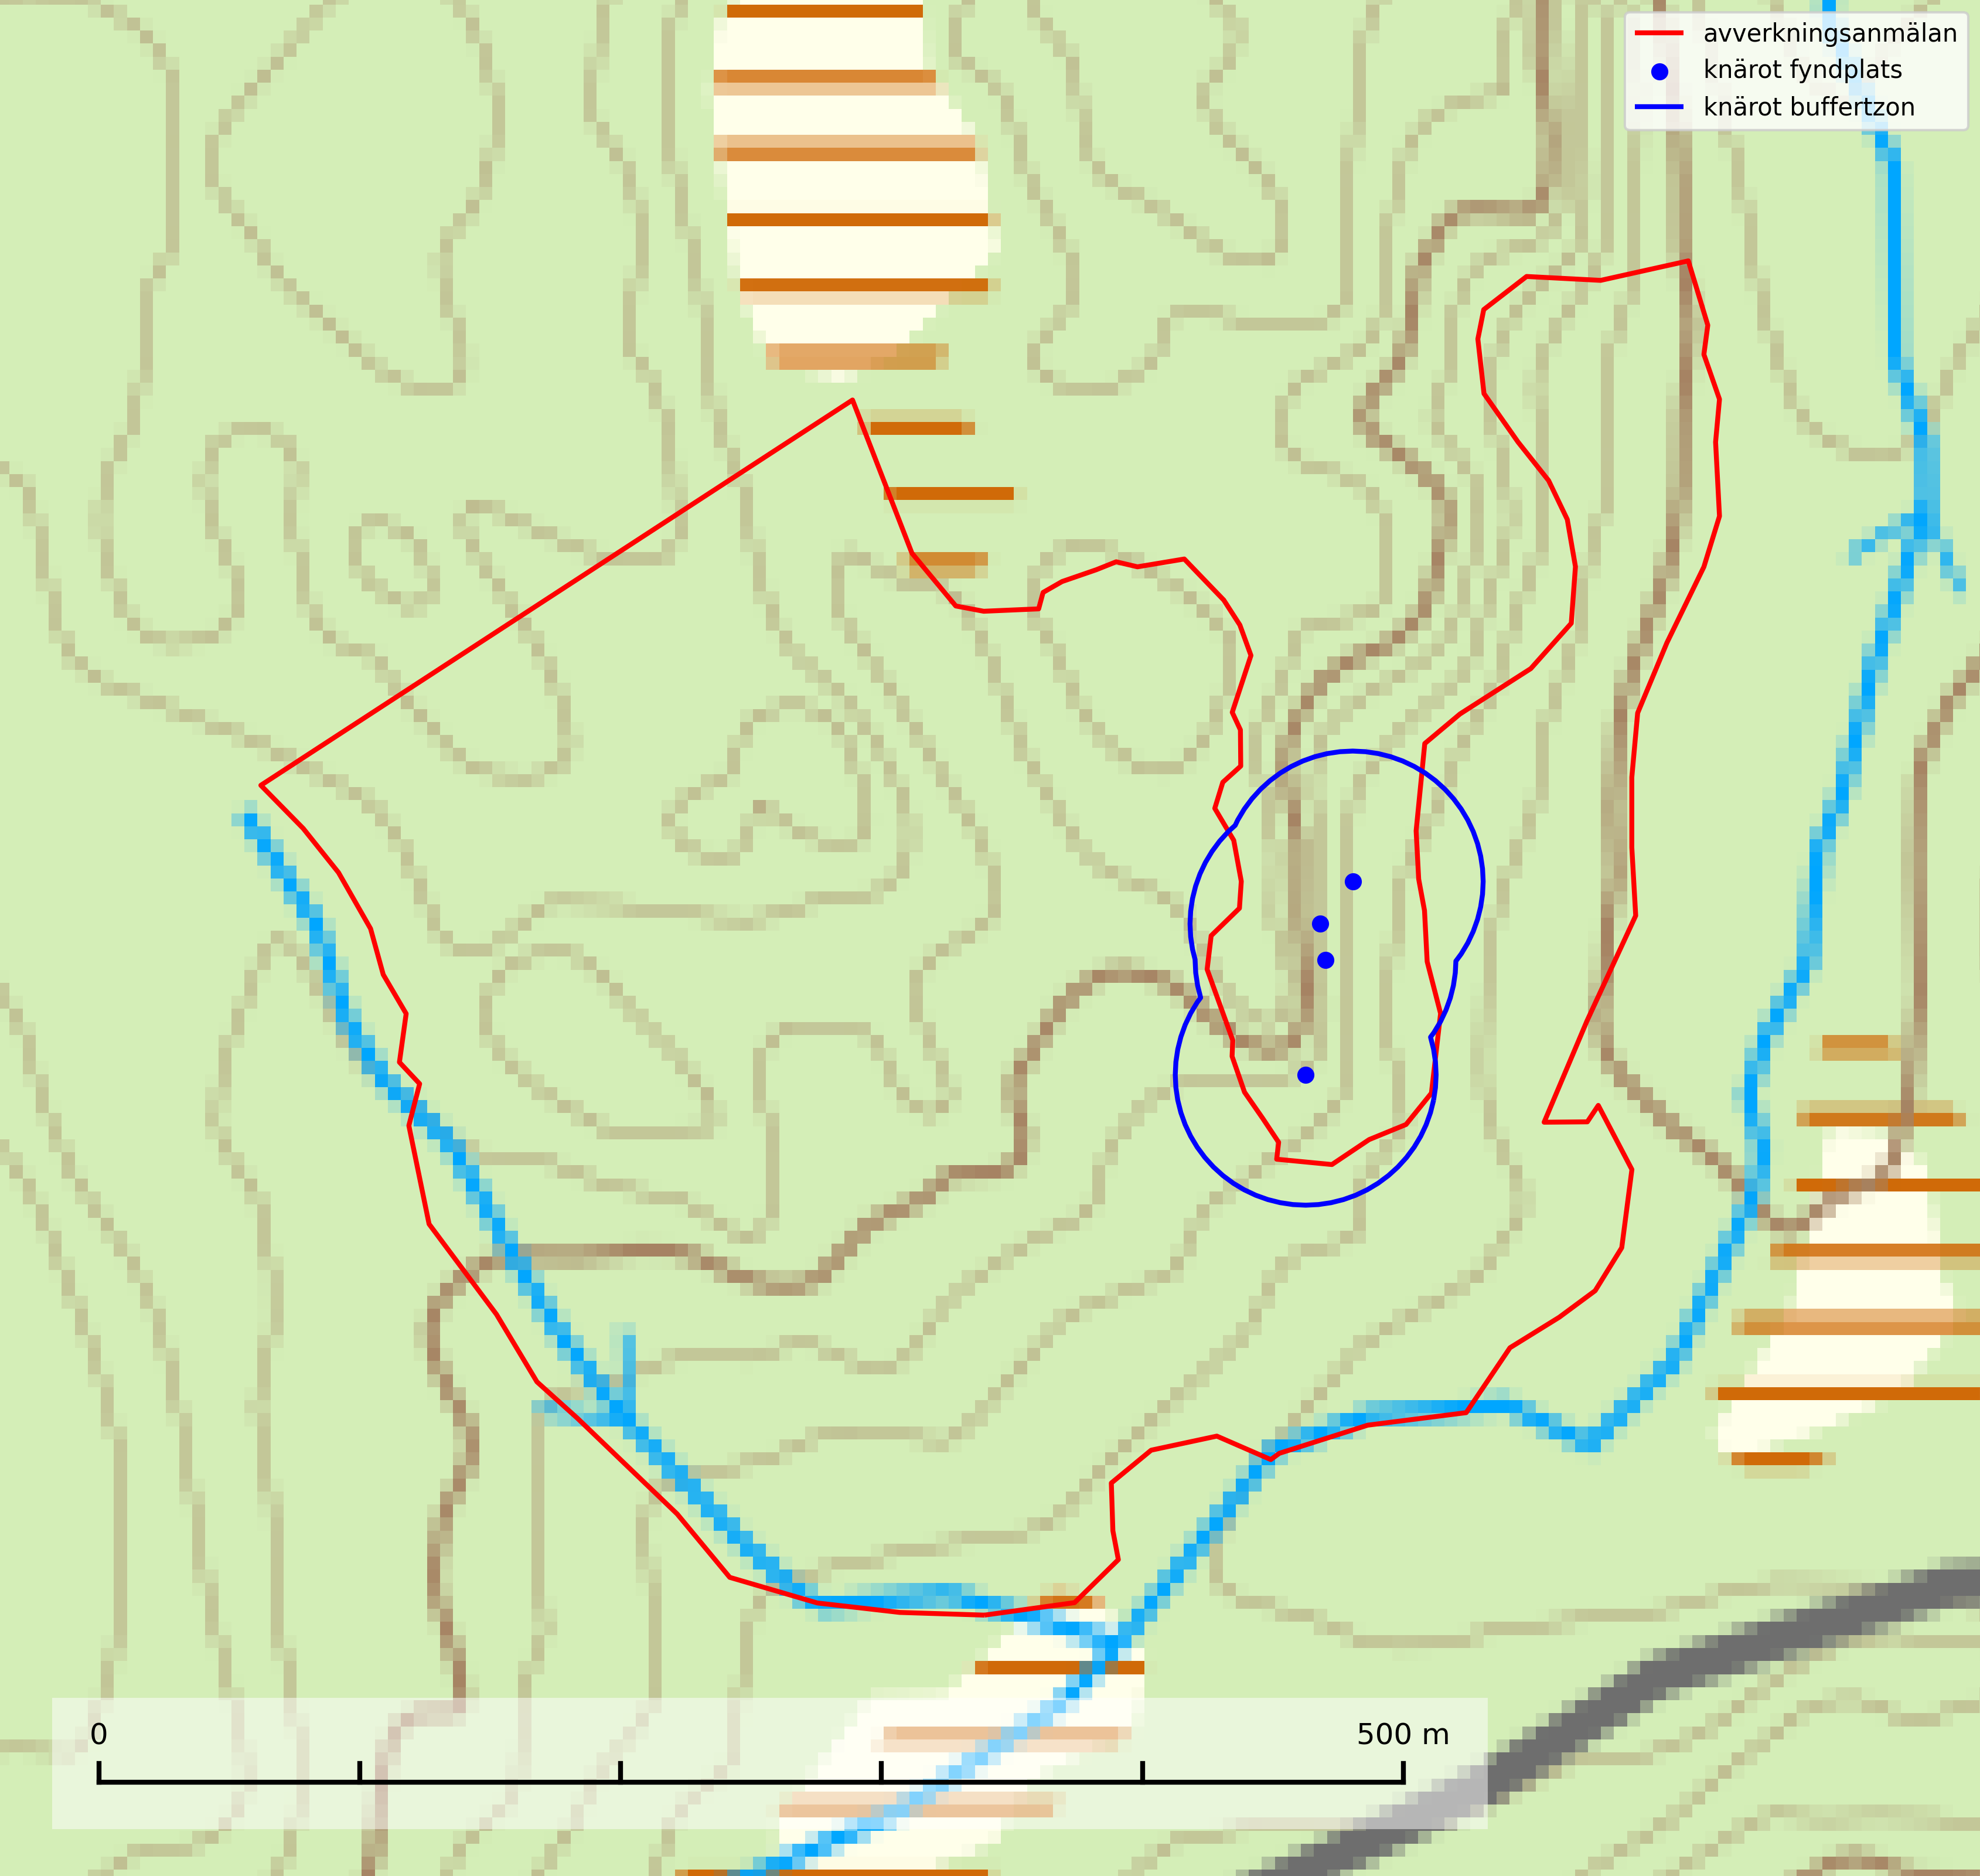 avverkningsanmälan
knärot fyndplats
knärot buffertzon
0 500 m